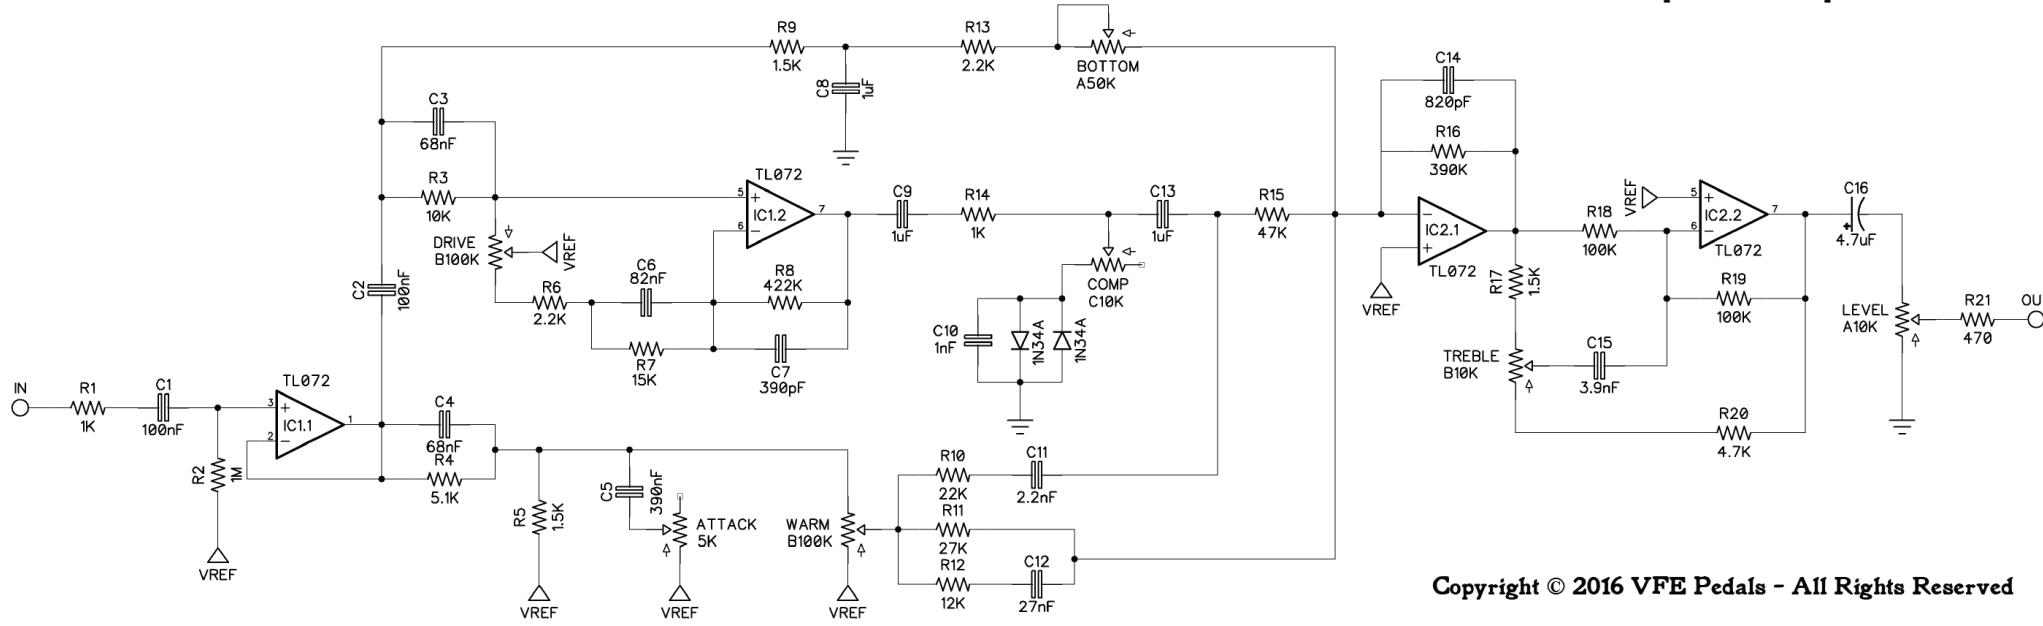 R9
1.5K
C8
1uF
R13
2.2K
BOTTOM
A50K
C3
68nF
R3
10K
C2
100nF
DRIVE
B100K
VREF
R6
2.2K
C6
82nF
R7
15K
TL072
5
+
6
-
IC1.2
7
R8
422K
C7
390pF
C9
1uF
R14
1K
COMP
C10K
C10
1nF
1N34A
1N34A
C13
1uF
R15
47K
C14
820pF
R16
390K
-
+
IC2.1
TL072
VREF
R17
1.5K
TREBLE
B10K
R18
100K
VREF
5
+
6
-
IC2.2
7
TL072
R19
100K
C15
3.9nF
R20
4.7K
C16
+
4.7uF
LEVEL
A10K
R21
470
OU
IN
R1
1K
C1
100nF
R2
1M
VREF
TL072
3
+
2
-
IC1.1
1
C4
68nF
R4
5.1K
R5
1.5K
VREF
C5
390nF
ATTACK
5K
VREF
WARM
B100K
VREF
R10
22K
C11
2.2nF
R11
27K
R12
12K
C12
27nF
Copyright © 2016 VFE Pedals - All Rights Reserved